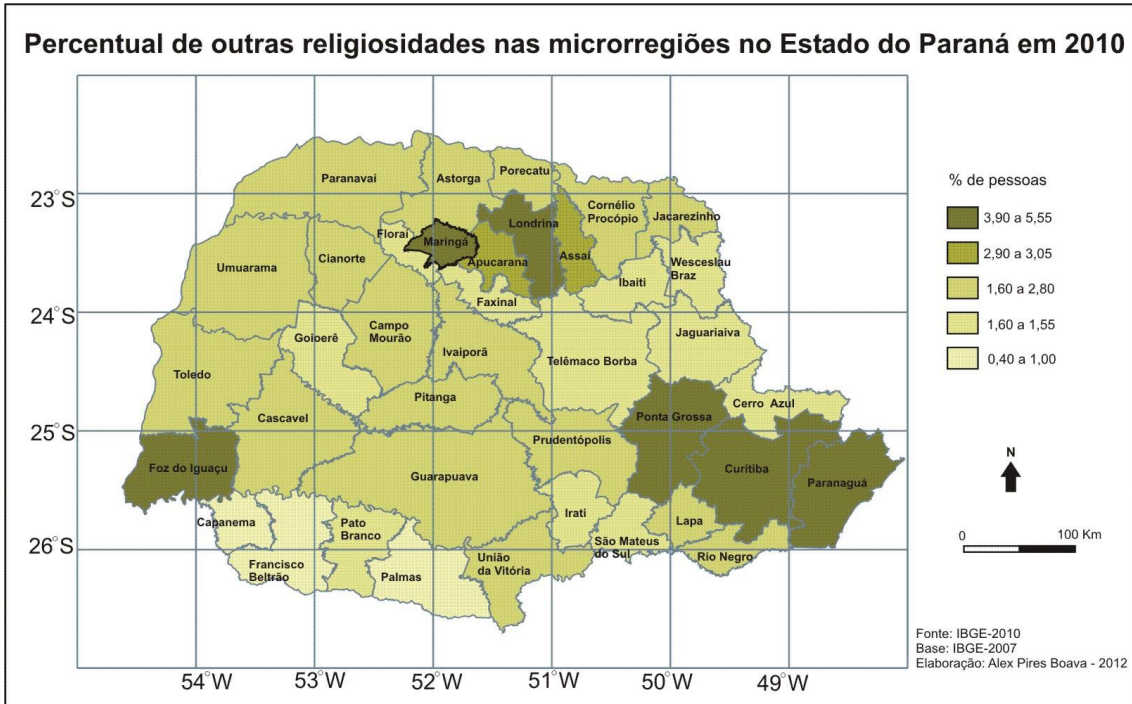 Percentual de outras religiosidades nas microrregiões no Estado do Paraná em 2010
23°S
24°S
25°S
26°S
54°W
53°W
52°W
51°W
50°W
49°W
Paranavaí
Astorga
Porecatu
Cornélio
Procópio
Jacarezinho
Londrina
Floraí
Maringá
Apucarana
Assaí
Wesceslau
Braz
Ibaiti
Umuarama
Cianorte
Faxinal
Goioerê
Campo
Mourão
Ivaiporã
Telêmaco Borba
Jaguariaiva
Toledo
Cascavel
Pitanga
Cerro Azul
Ponta Grossa
Prudentópolis
Foz do Iguaçu
Guarapuava
Curitiba
Paranaguá
Capanema
Pato
Branco
Irati
Lapa
São Mateus
do Sul
Rio Negro
Francisco
Beltrão
Palmas
União
da Vitória
% de pessoas
3,90 a 5,55
2,90 a 3,05
1,60 a 2,80
1,60 a 1,55
0,40 a 1,00
N
0 100 Km
Fonte: IBGE-2010
Base: IBGE-2007
Elaboração: Alex Pires Boava - 2012